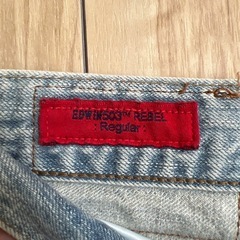 EDWIN503™ REBEL
: Regular :